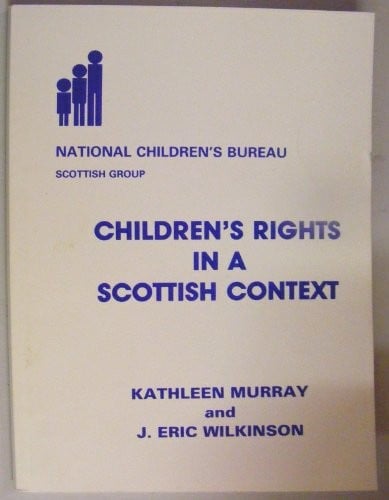 NATIONAL CHILDREN'S BUREAU
SCOTTISH GROUP
CHILDREN'S RIGHTS
IN A
SCOTTISH CONTEXT
KATHLEEN MURRAY
and
J. ERIC WILKINSON